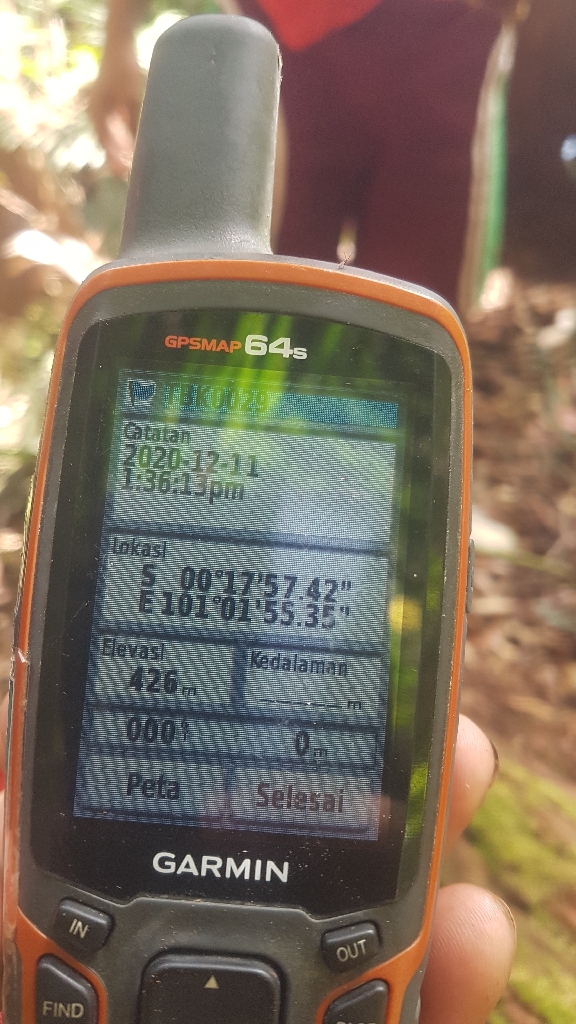 GPSMAP 64s
Catatan
2020-12-11
1:36:13pm
Lokasi
S 00°17'57.42"
E 101°01'55.35"
Elevasi
426 m
Kedalaman
_____ m
000°
0 m
Peta
Selesai
GARMIN
IN
OUT
FIND